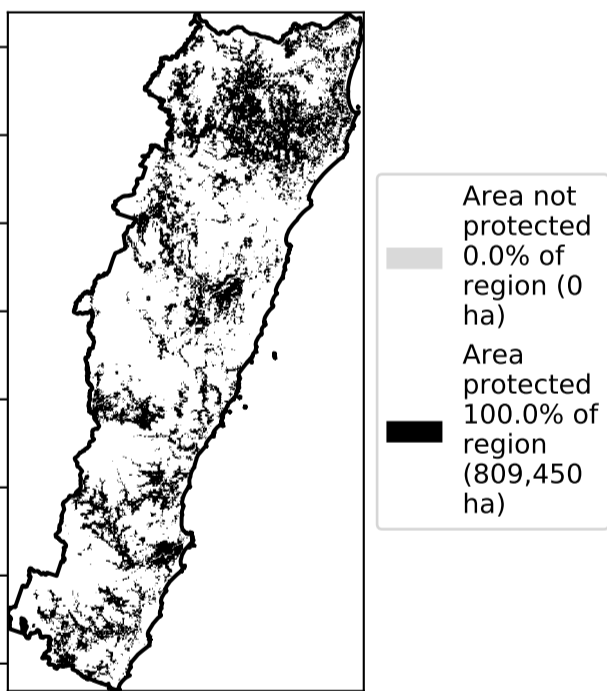 Area not
protected
0.0% of
region (0
ha)
Area
protected
100.0% of
region
(809,450
ha)